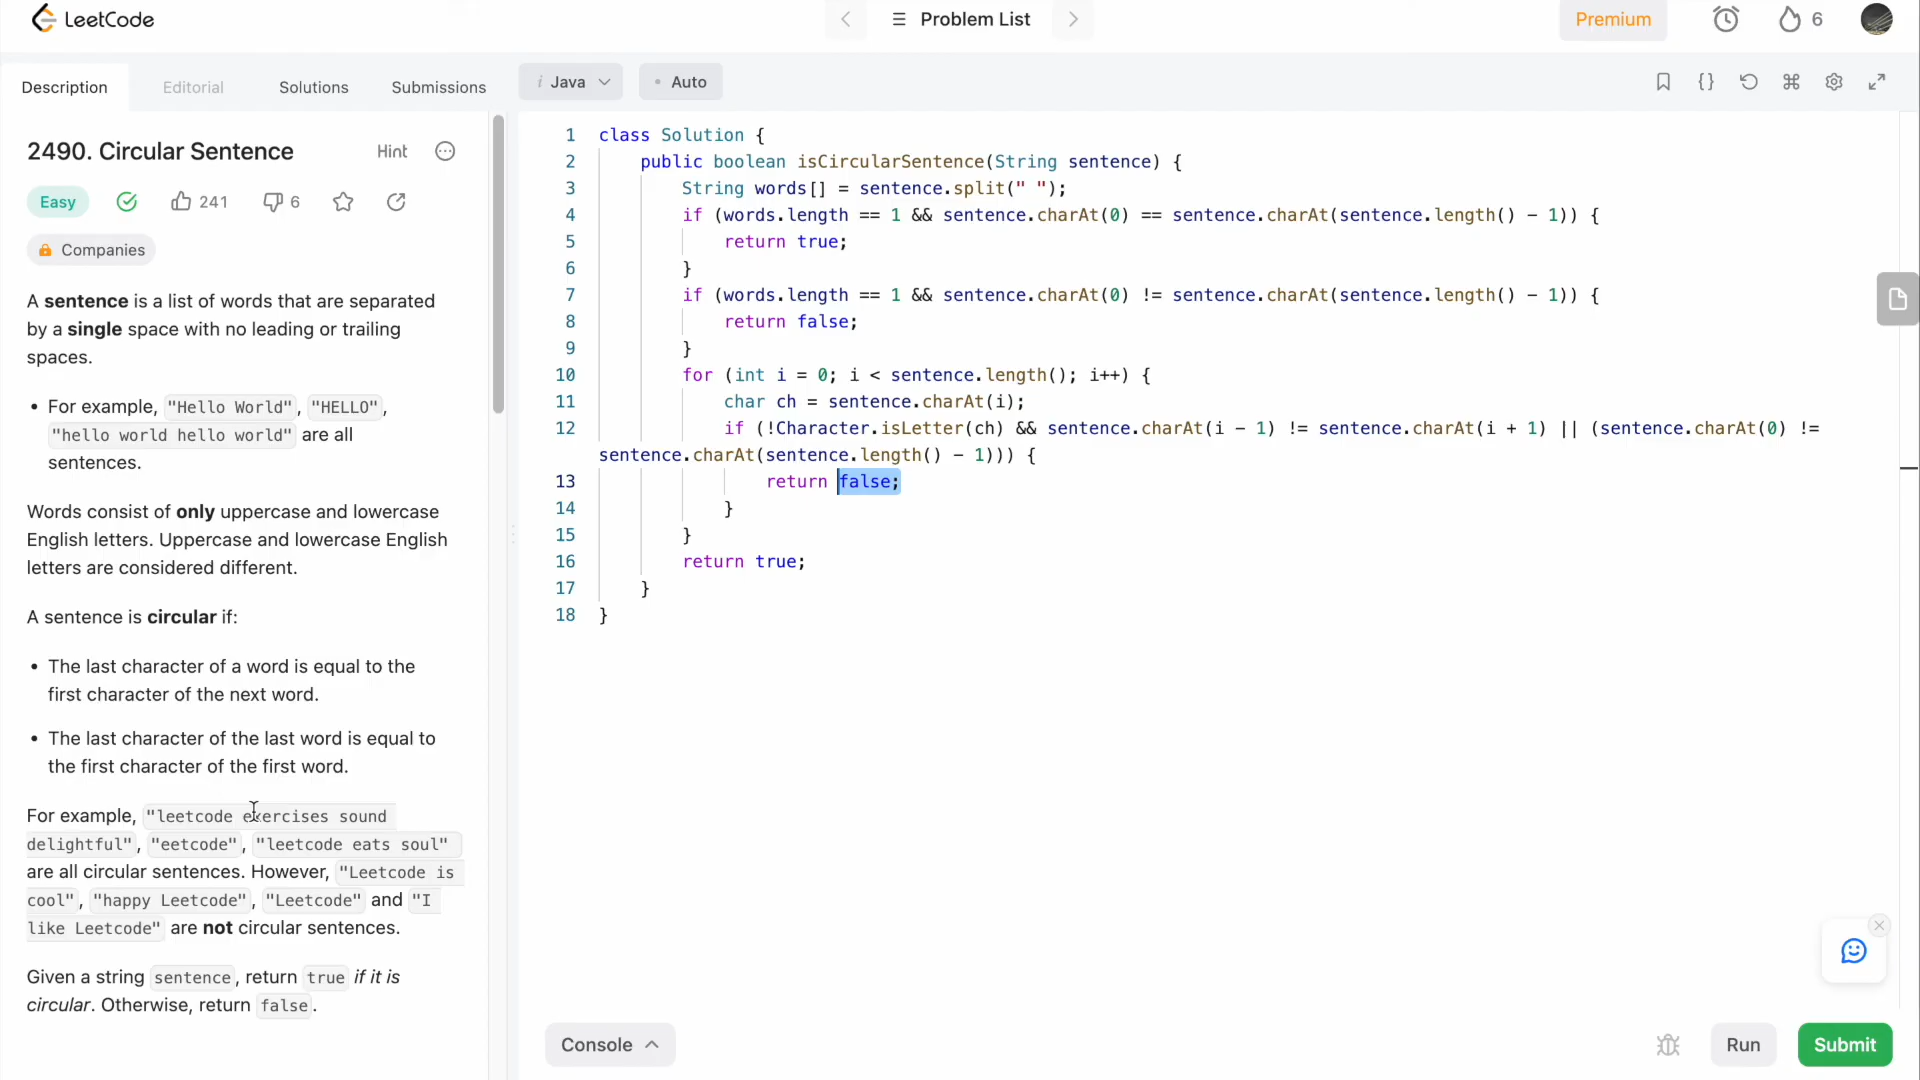 LeetCode
Problem List
Premium
6
Description
Editorial
Solutions
Submissions
i Java
• Auto
{}
2490. Circular Sentence
Hint
Easy
241
6
Companies
A sentence is a list of words that are separated
by a single space with no leading or trailing
spaces.
• For example, "Hello World", "HELLO",
"hello world hello world" are all
sentences.
Words consist of only uppercase and lowercase
English letters. Uppercase and lowercase English
letters are considered different.
A sentence is circular if:
• The last character of a word is equal to the
first character of the next word.
• The last character of the last word is equal to
the first character of the first word.
For example, "leetcode exercises sound
delightful", "eetcode", "leetcode eats soul"
are all circular sentences. However, "Leetcode is
cool", "happy Leetcode", "Leetcode" and "I
like Leetcode" are not circular sentences.
Given a string sentence, return true if it is
circular. Otherwise, return false.
1 class Solution {
2 public boolean isCircularSentence(String sentence) {
3 String words[] = sentence.split(" ");
4 if (words.length == 1 && sentence.charAt(0) == sentence.charAt(sentence.length() - 1)) {
5 return true;
6 }
7 if (words.length == 1 && sentence.charAt(0) != sentence.charAt(sentence.length() - 1)) {
8 return false;
9 }
10 for (int i = 0; i < sentence.length(); i++) {
11 char ch = sentence.charAt(i);
12 if (!Character.isLetter(ch) && sentence.charAt(i - 1) != sentence.charAt(i + 1) || (sentence.charAt(0) !=
sentence.charAt(sentence.length() - 1))) {
13 return false;
14 }
15 }
16 return true;
17 }
18 }
Console
Run
Submit